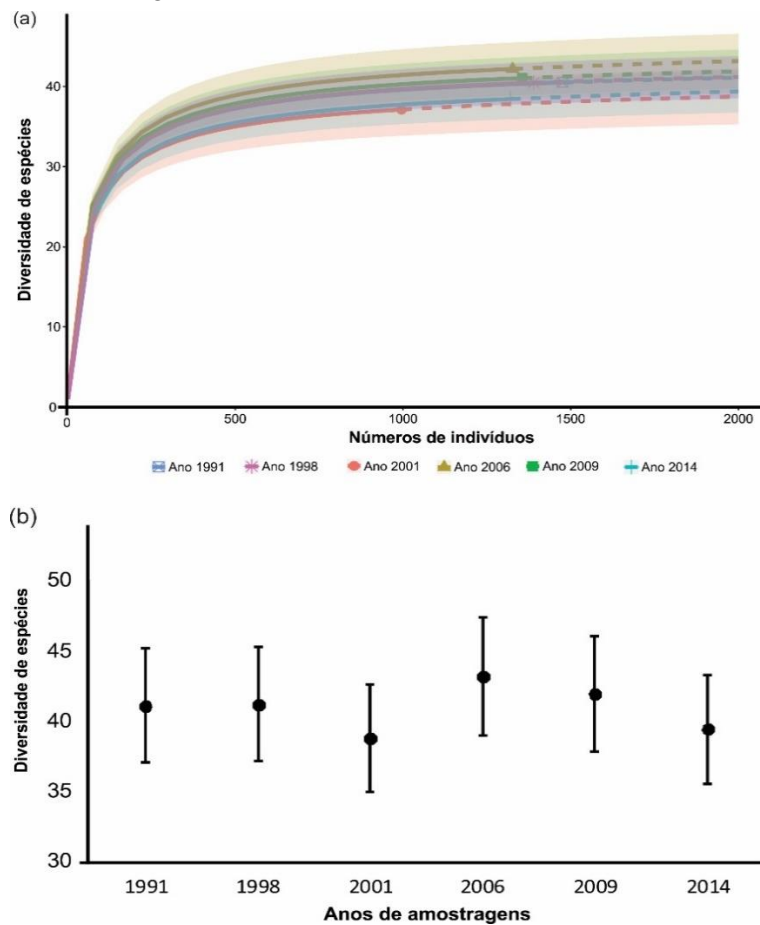 (a)
Diversidade de espécies
40
30
20
10
0
0 500 1000 1500 2000
Números de indivíduos
Ano 1991 Ano 1998 Ano 2001 Ano 2006 Ano 2009 Ano 2014
(b)
Diversidade de espécies
50
45
40
35
30
1991 1998 2001 2006 2009 2014
Anos de amostragens